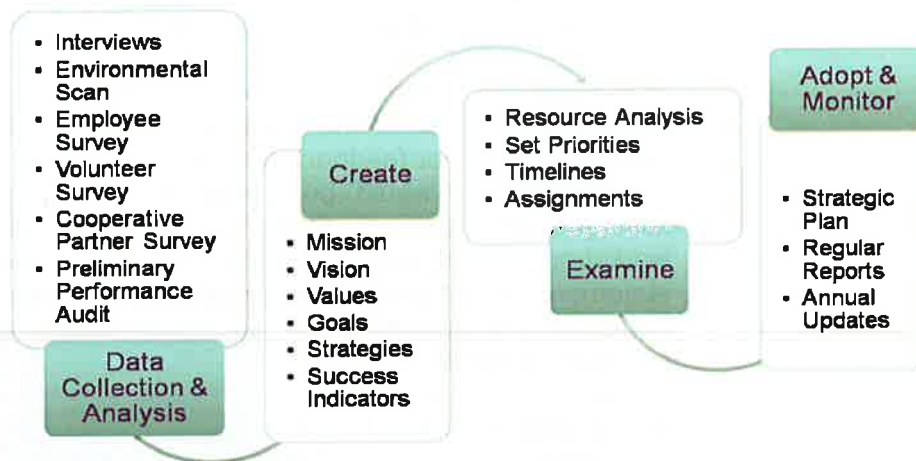 • Interviews
• Environmental
Scan
• Employee
Survey
• Volunteer
Survey
• Cooperative
Partner Survey
• Preliminary
Performance
Audit
Data
Collection &
Analysis
Create
• Mission
• Vision
• Values
• Goals
• Strategies
• Success
Indicators
• Resource Analysis
• Set Priorities
• Timelines
• Assignments
Examine
Adopt &
Monitor
• Strategic
Plan
• Regular
Reports
• Annual
Updates